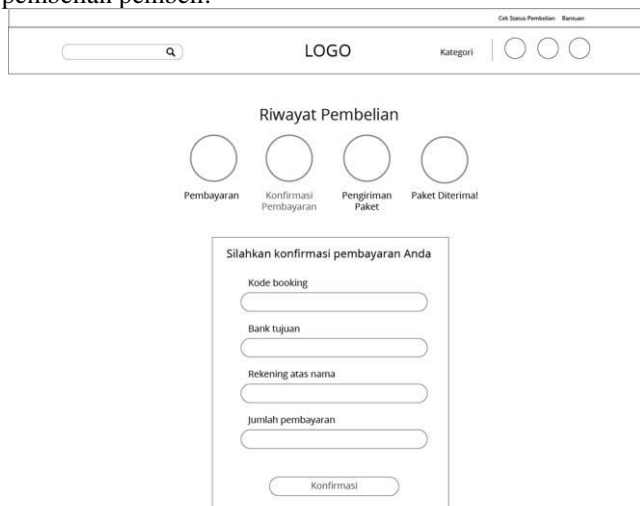 pembelian pembeli.
Cek Status Pembelian Bantuan
LOGO
Kategori
Riwayat Pembelian
Pembayaran
Konfirmasi
Pembayaran
Pengiriman
Paket
Paket Diterima!
Silahkan konfirmasi pembayaran Anda
Kode booking
Bank tujuan
Rekening atas nama
Jumlah pembayaran
Konfirmasi